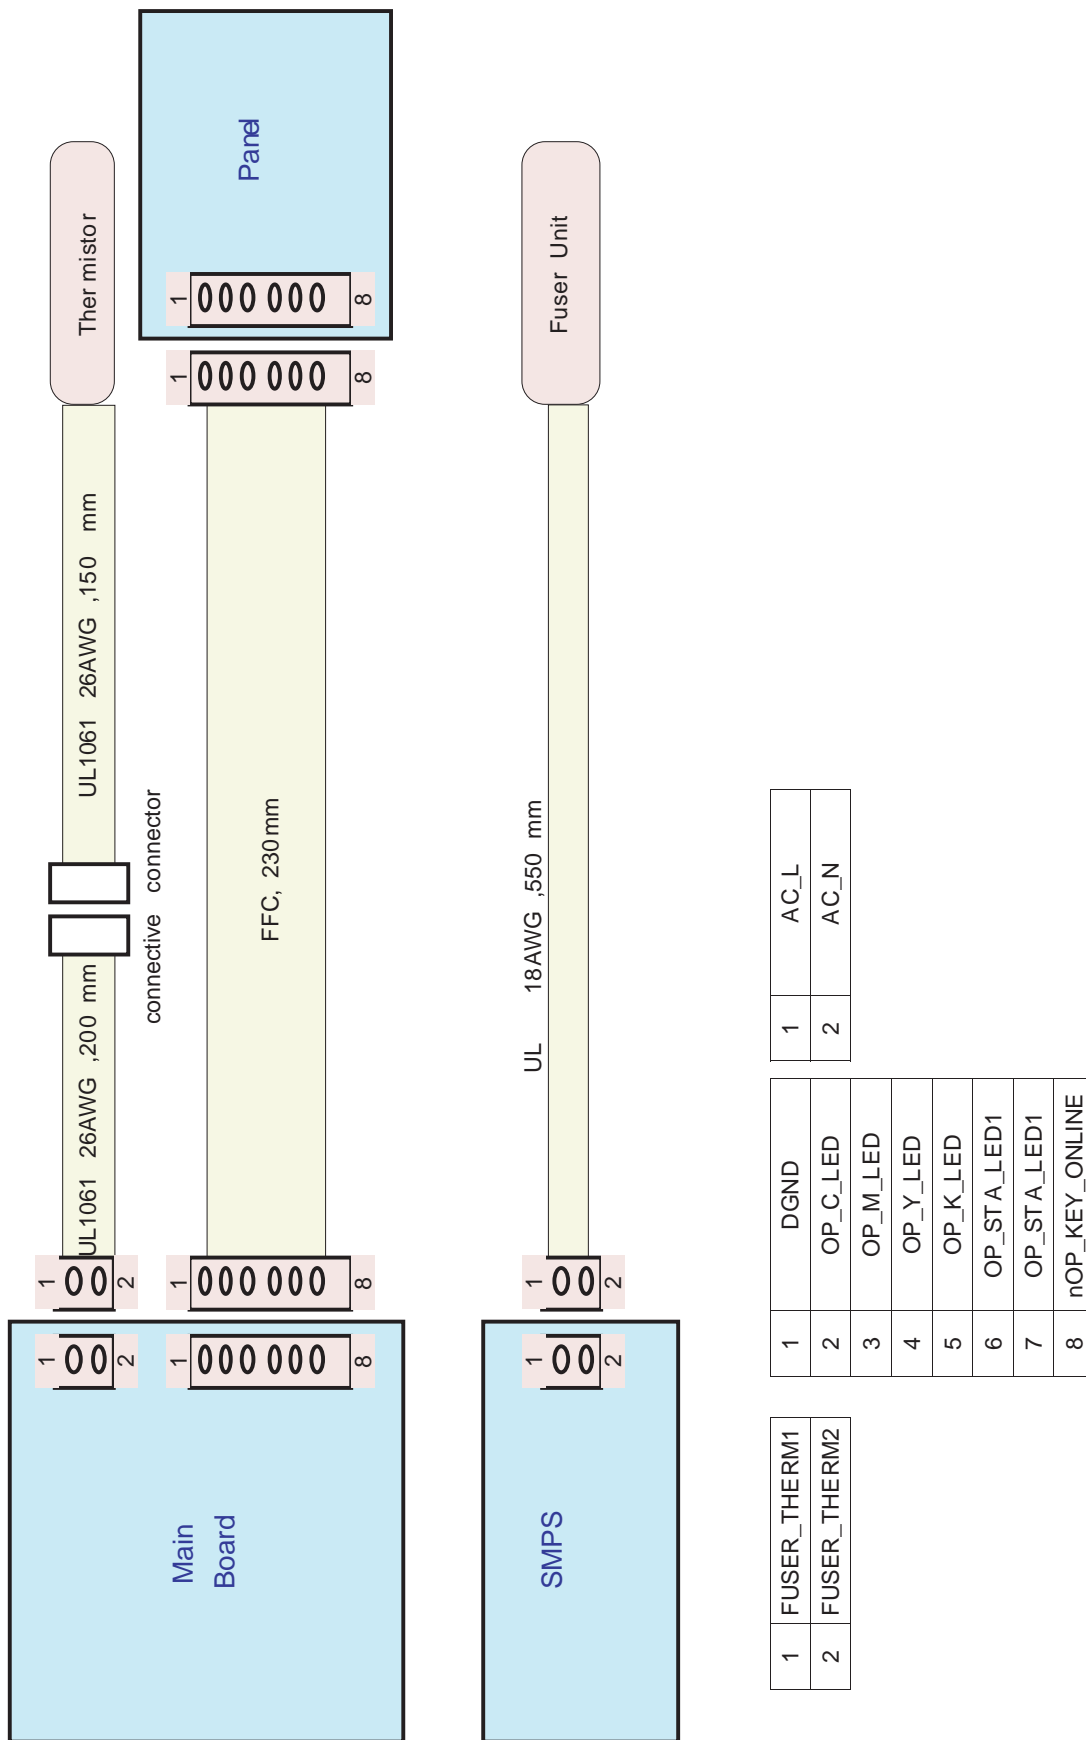 1 1
UL1061 26AWG ,200 mm
UL1061 26AWG ,150 mm
Thermistor
2 2
connective connector
1 1 1 1
Main
Board
FFC, 230mm
Panel
8 8 8 8
1 1
UL 18AWG ,550 mm
SMPS
Fuser Unit
2 2
1 FUSER_THERM1
2 FUSER_THERM2
1 DGND
2 OP_C_LED
3 OP_M_LED
4 OP_Y_LED
5 OP_K_LED
6 OP_STA_LED1
7 OP_STA_LED1
8 nOP_KEY_ONLINE
1 AC_L
2 AC_N